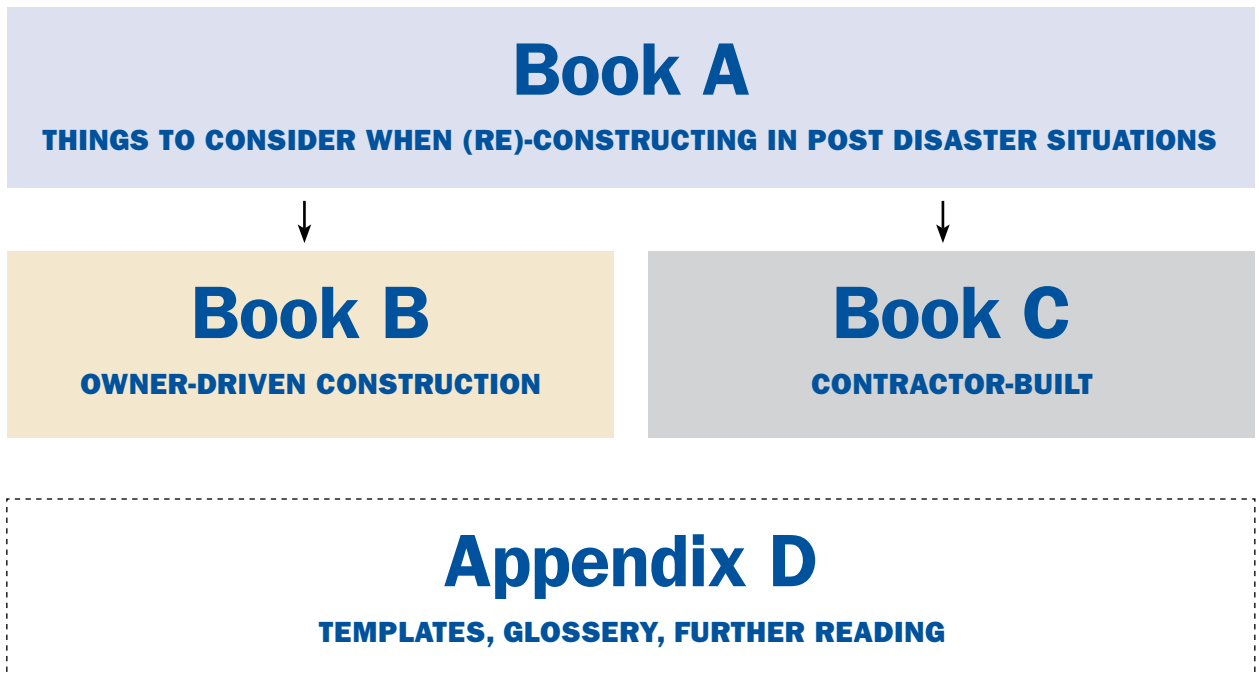 Book A
THINGS TO CONSIDER WHEN (RE)-CONSTRUCTING IN POST DISASTER SITUATIONS
Book B
OWNER-DRIVEN CONSTRUCTION
Book C
CONTRACTOR-BUILT
Appendix D
TEMPLATES, GLOSSERY, FURTHER READING